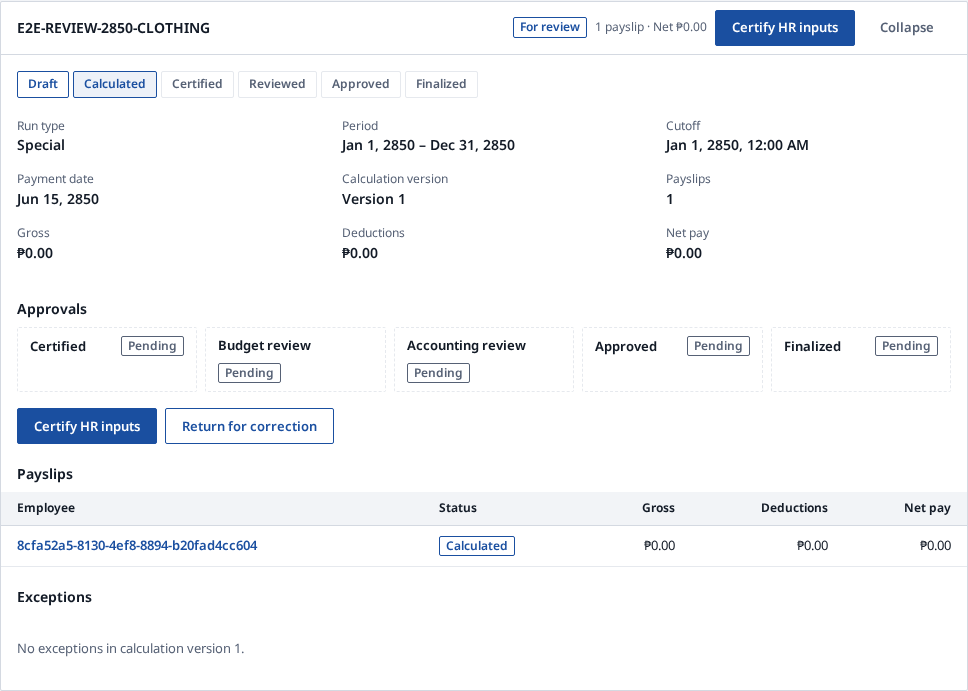 E2E-REVIEW-2850-CLOTHING
For review
1 payslip · Net ₱0.00
Certify HR inputs
Collapse
Draft
Calculated
Certified
Reviewed
Approved
Finalized
Run type
Special
Period
Jan 1, 2850 – Dec 31, 2850
Cutoff
Jan 1, 2850, 12:00 AM
Payment date
Jun 15, 2850
Calculation version
Version 1
Payslips
1
Gross
₱0.00
Deductions
₱0.00
Net pay
₱0.00
Approvals
Certified
Pending
Budget review
Pending
Accounting review
Pending
Approved
Pending
Finalized
Pending
Certify HR inputs
Return for correction
Payslips
Employee Status Gross Deductions Net pay
8cfa52a5-8130-4ef8-8894-b20fad4cc604 Calculated ₱0.00 ₱0.00 ₱0.00
Exceptions
No exceptions in calculation version 1.